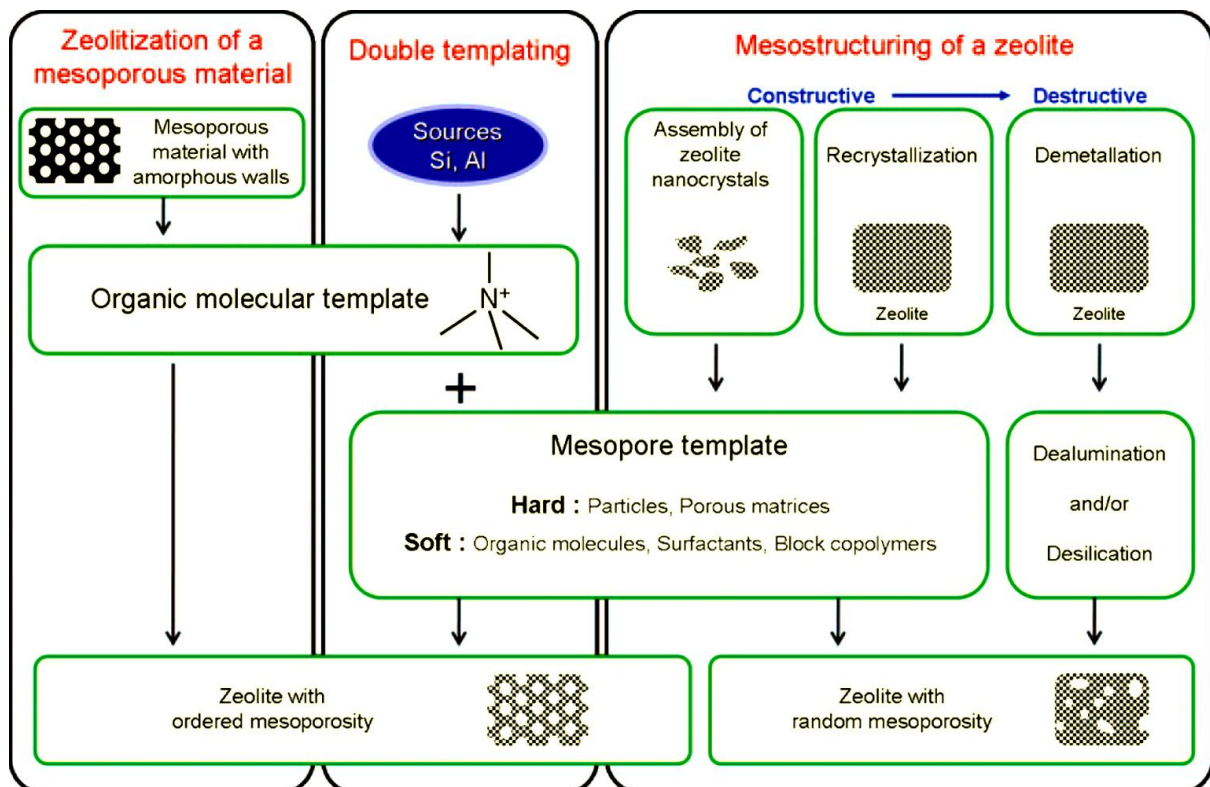 Zeolitization of a
mesoporous material
Mesoporous
material with
amorphous walls
Double templating
Sources
Si, Al
Organic molecular template
N+
+
Mesostructuring of a zeolite
Constructive
Destructive
Assembly of
zeolite
nanocrystals
Recrystallization
Zeolite
Demetallation
Zeolite
Mesopore template
Hard : Particles, Porous matrices
Soft : Organic molecules, Surfactants, Block copolymers
Dealumination
and/or
Desilication
Zeolite with
ordered mesoporosity
Zeolite with
random mesoporosity